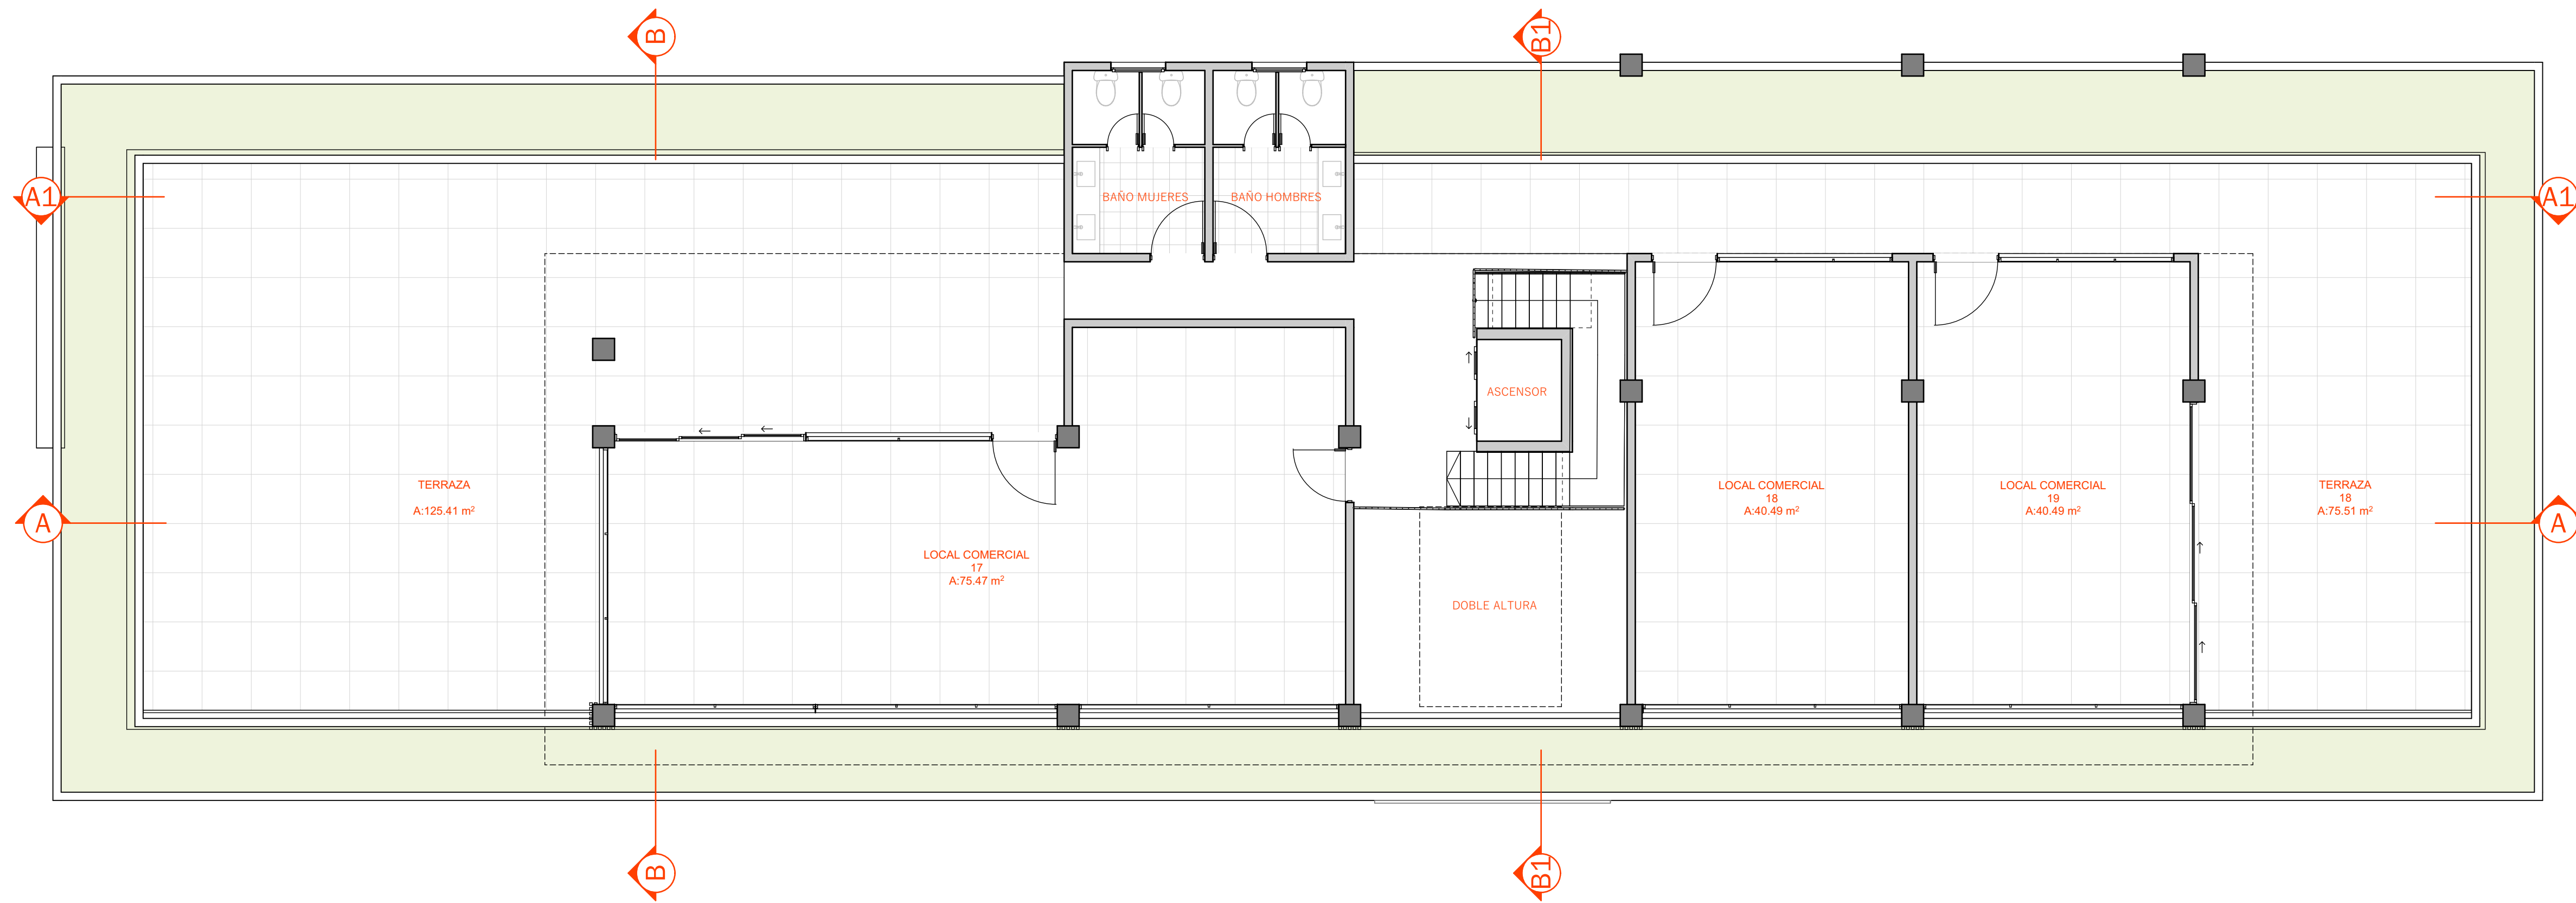 B
B1
A1
A1
BAÑO MUJERES
BAÑO HOMBRES
ASCENSOR
TERRAZA
A:125.41 m²
LOCAL COMERCIAL
18
A:40.49 m²
LOCAL COMERCIAL
19
A:40.49 m²
TERRAZA
18
A:75.51 m²
A
A
LOCAL COMERCIAL
17
A:75.47 m²
DOBLE ALTURA
B
B1